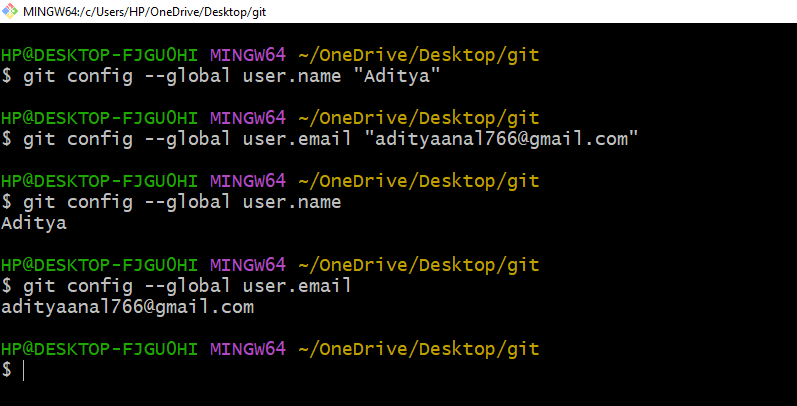 MINGW64:/c/Users/HP/OneDrive/Desktop/git
HP@DESKTOP-FJGU0HI MINGW64 ~/OneDrive/Desktop/git
$ git config --global user.name "Aditya"
HP@DESKTOP-FJGU0HI MINGW64 ~/OneDrive/Desktop/git
$ git config --global user.email "adityaanal766@gmail.com"
HP@DESKTOP-FJGU0HI MINGW64 ~/OneDrive/Desktop/git
$ git config --global user.name
Aditya
HP@DESKTOP-FJGU0HI MINGW64 ~/OneDrive/Desktop/git
$ git config --global user.email
adityaanal766@gmail.com
HP@DESKTOP-FJGU0HI MINGW64 ~/OneDrive/Desktop/git
$